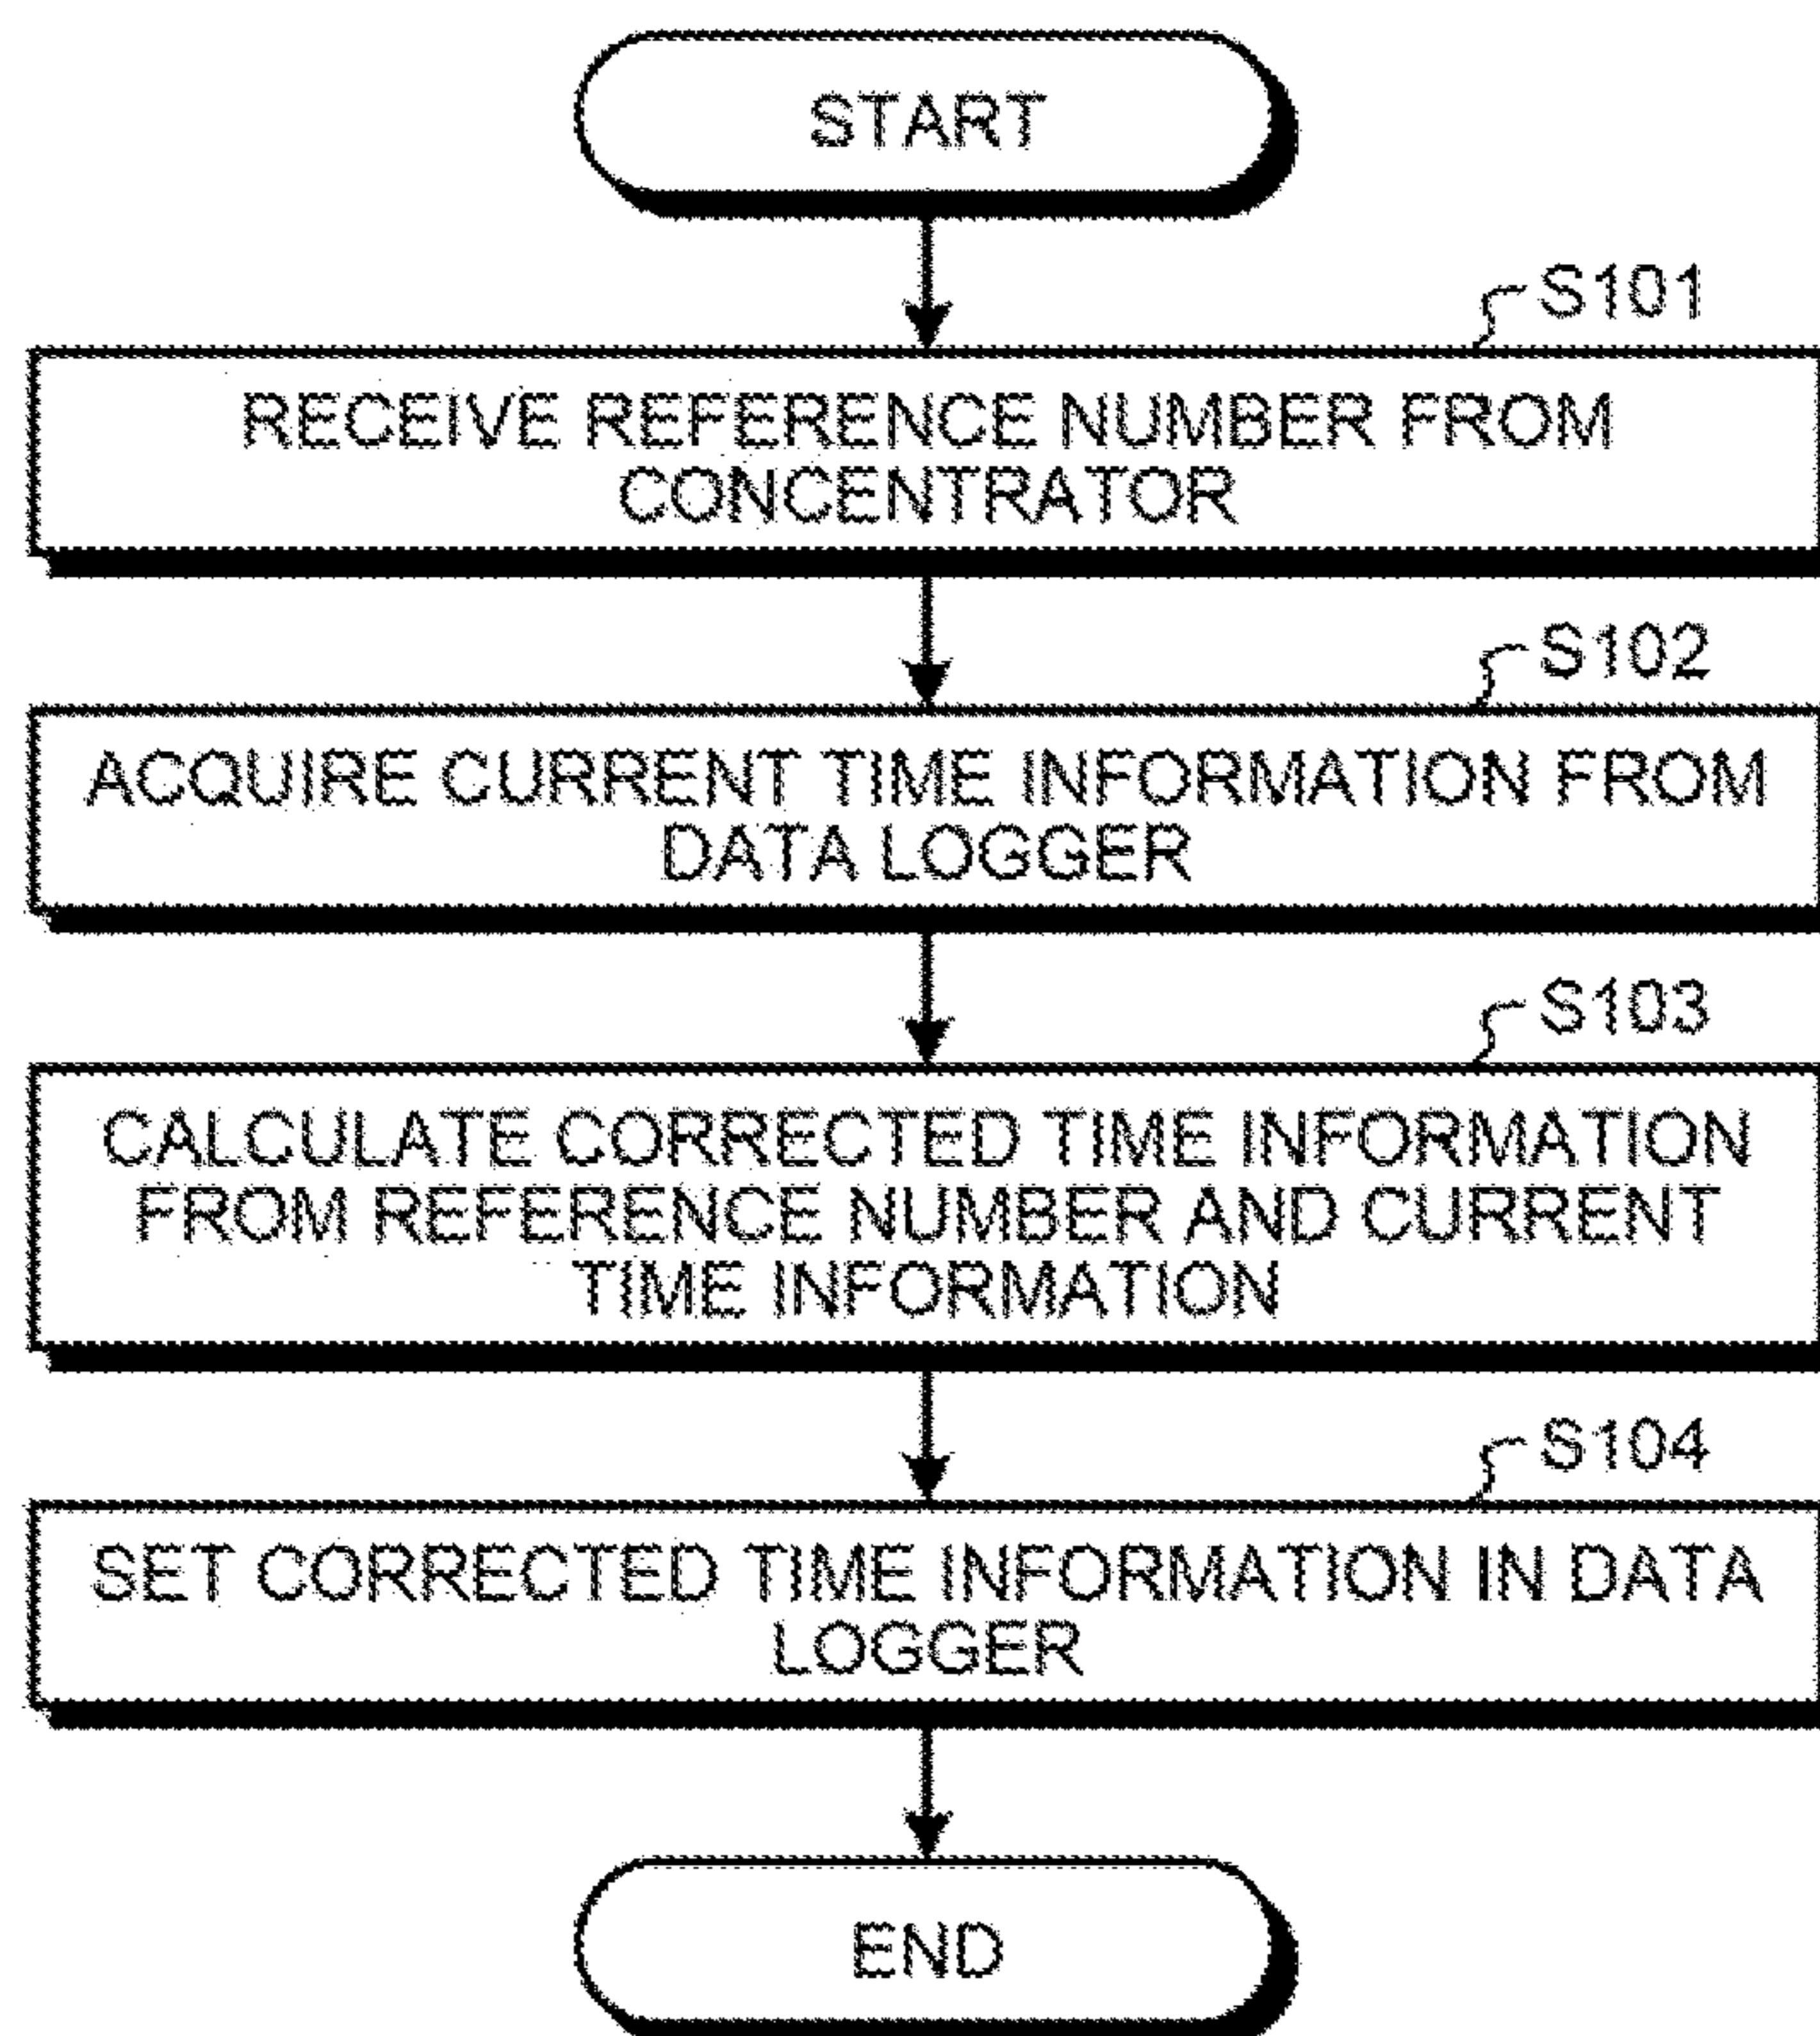 START
S101
RECEIVE REFERENCE NUMBER FROM
CONCENTRATOR
S102
ACQUIRE CURRENT TIME INFORMATION FROM
DATA LOGGER
S103
CALCULATE CORRECTED TIME INFORMATION
FROM REFERENCE NUMBER AND CURRENT
TIME INFORMATION
S104
SET CORRECTED TIME INFORMATION IN DATA
LOGGER
END